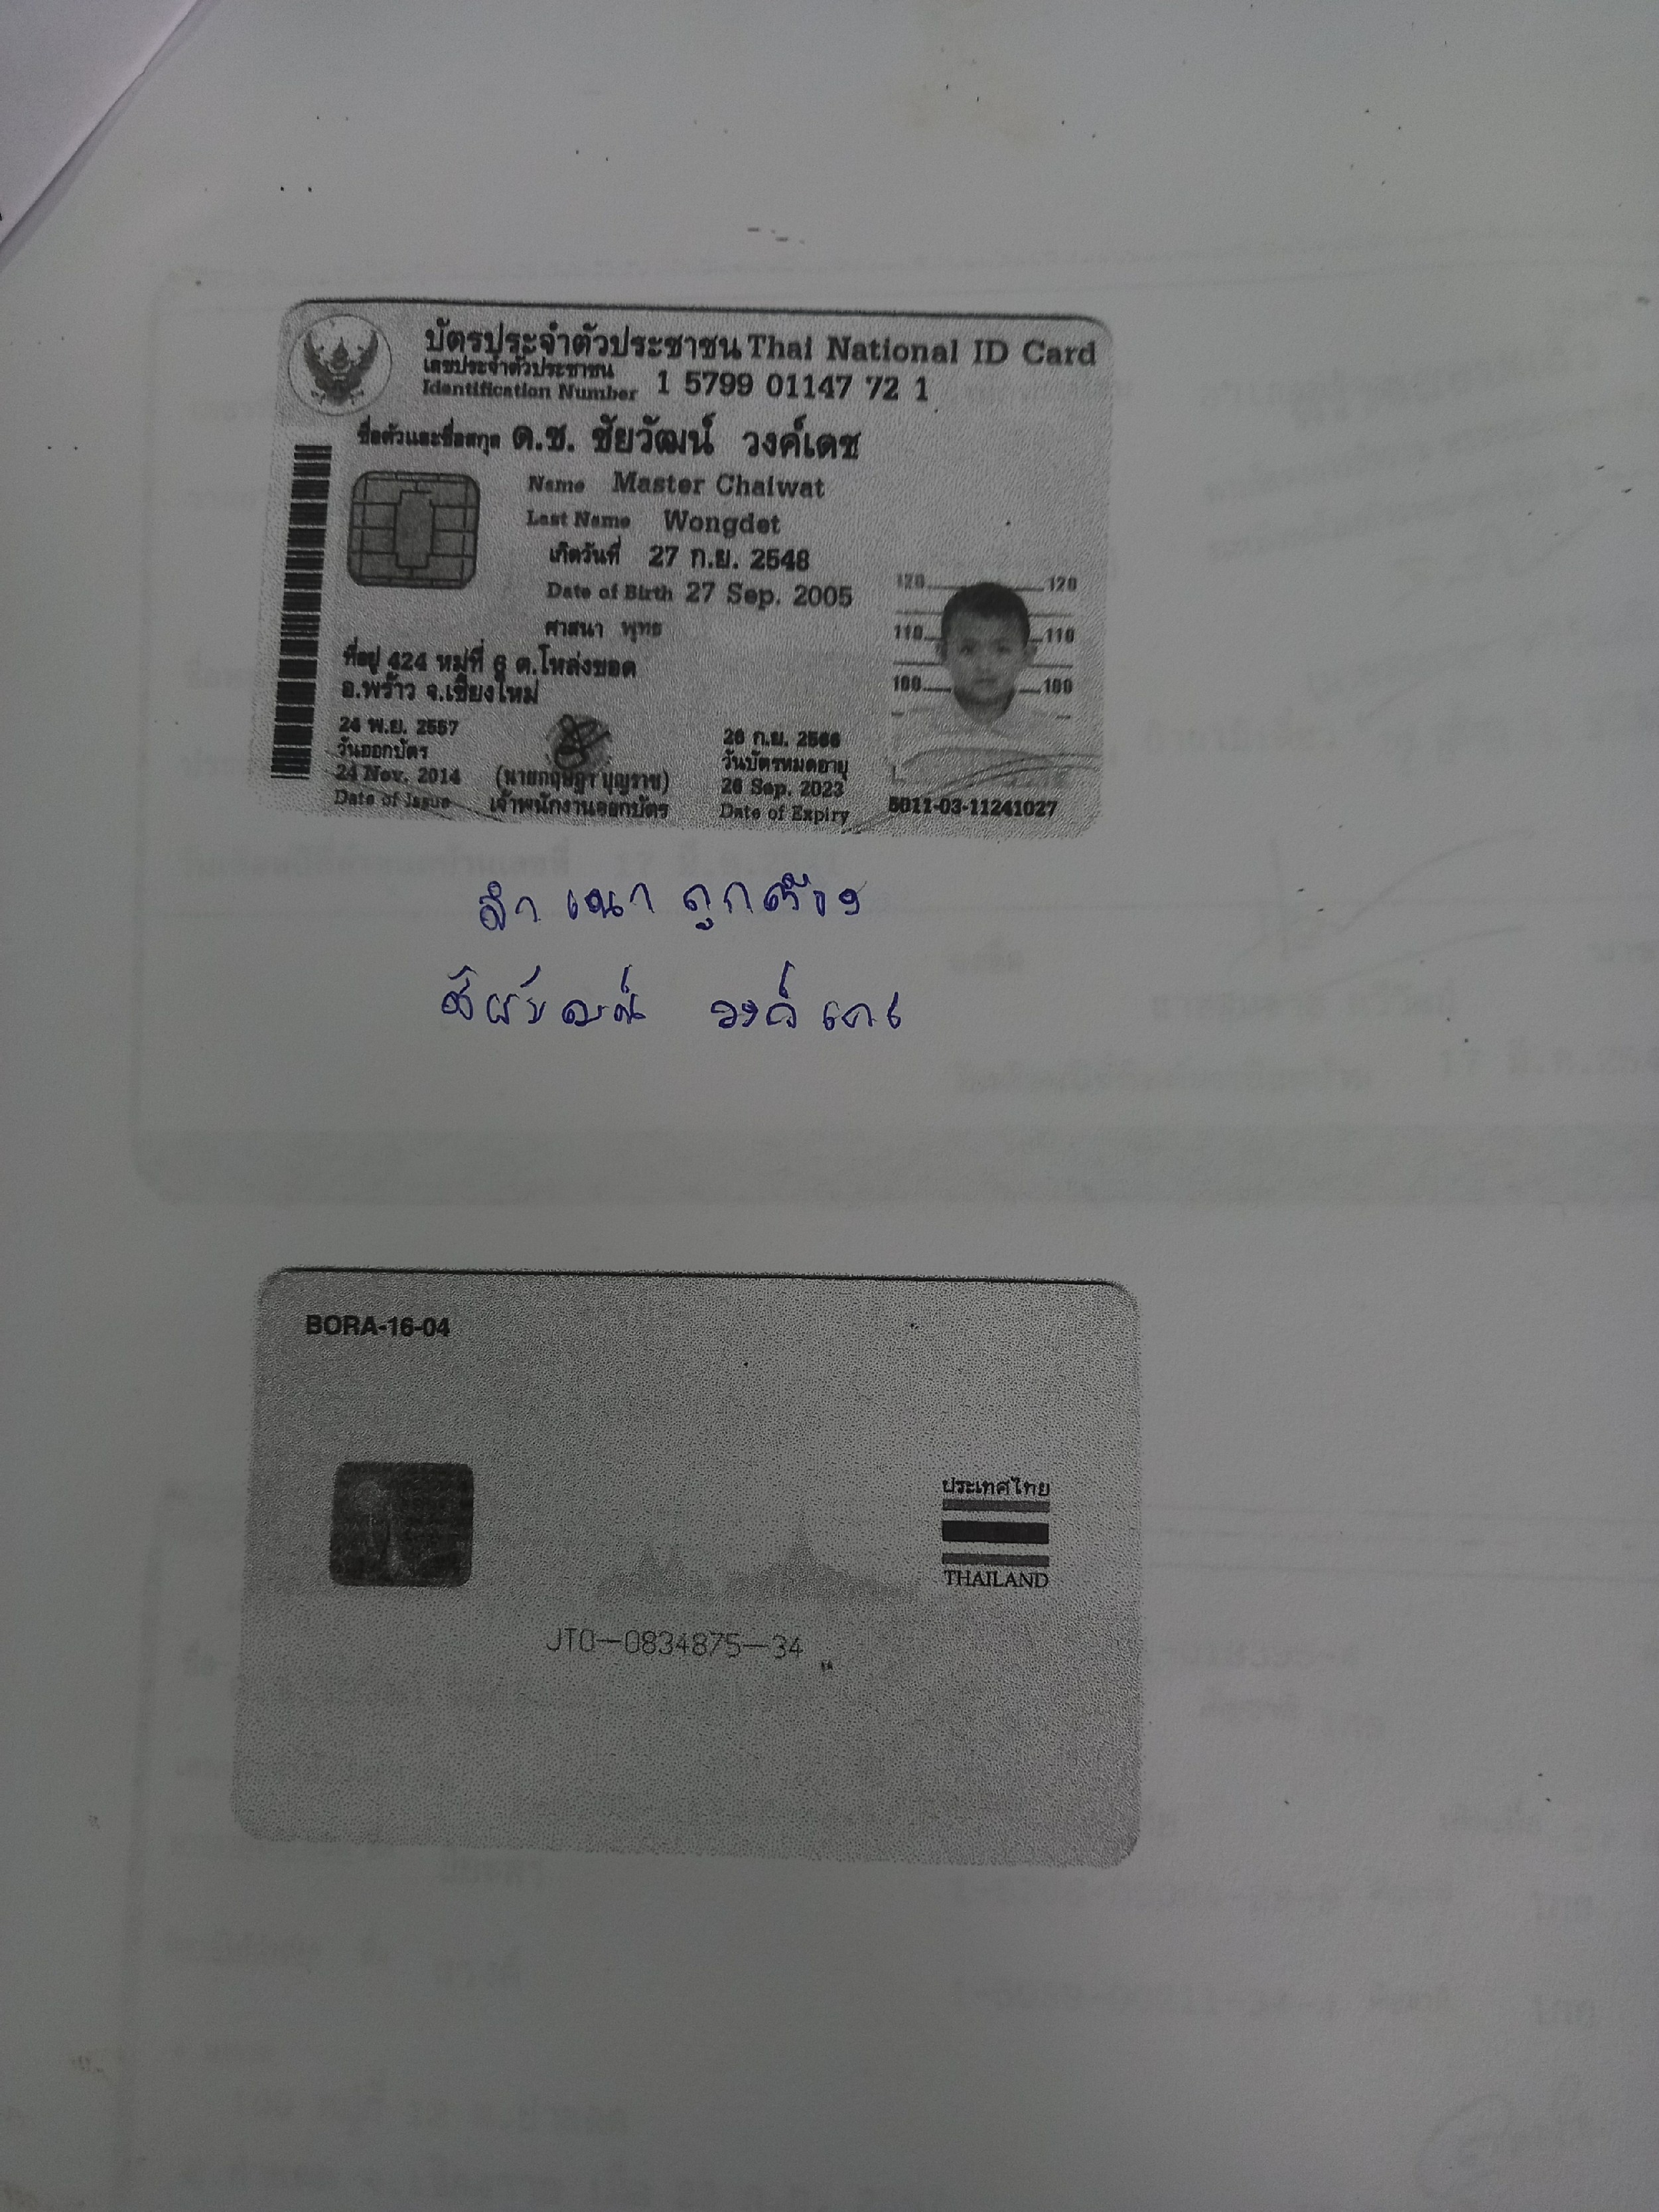 บัตรประจำตัวประชาชน Thai National ID Card
เลขประจำตัวประชาชน
Identification Number 1 5799 01147 72 1
ชื่อตัวและชื่อสกุล ด.ช. ชัยวัฒน์ วงค์เดช
Name Master Chaiwat
Last Name Wongdet
เกิดวันที่ 27 ก.ย. 2548
Date of Birth 27 Sep. 2005
ศาสนา พุทธ
ที่อยู่ 424 หมู่ที่ 6 ต.โหล่งขอด
อ.พร้าว จ.เชียงใหม่
24 พ.ย. 2557
วันออกบัตร
24 Nov. 2014
Date of Issue
(นายกฤษฎา บุญราช)
เจ้าพนักงานออกบัตร
26 ก.ย. 2566
วันบัตรหมดอายุ
26 Sep. 2023
Date of Expiry
120 120
110 110
100 100
5011-03-11241027
สำเนาถูกต้อง
ชัยวัฒน์ วงค์เดช
BORA-16-04
ประเทศไทย
THAILAND
JT0-0834875-34